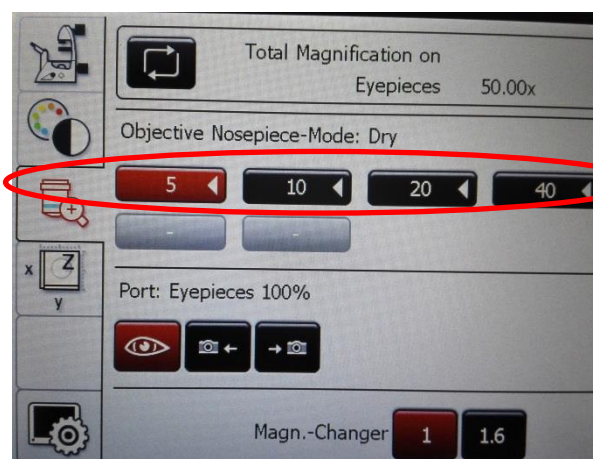 Total Magnification on
Eyepieces 50.00x
Objective Nosepiece-Mode: Dry
5 10 20 40
- -
x Z
y
Port: Eyepieces 100%
Magn.-Changer 1 1.6